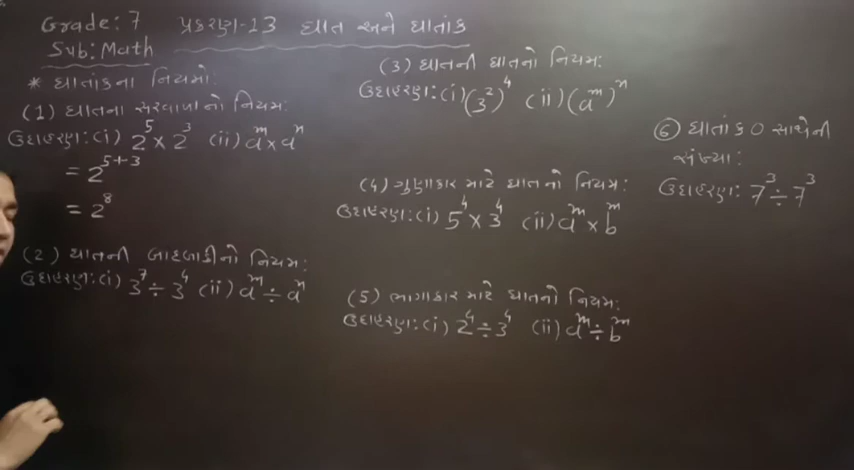 Grade: 7 પ્રકરણ-13 ઘાત અને ઘાતાંક
Sub: Math
* ઘાતાંકના નિયમો:
(1) ઘાતના સરવાળાનો નિયમ:
ઉદાહરણ: (i) 2⁵ × 2³ (ii) aᵐ × aⁿ
= 2⁵⁺³
= 2⁸
(2) ઘાતની બાદબાકીનો નિયમ:
ઉદાહરણ: (i) 3⁷ ÷ 3⁴ (ii) aᵐ ÷ aⁿ
(3) ઘાતની ઘાતનો નિયમ:
ઉદાહરણ: (i) (3²)⁴ (ii) (aᵐ)ⁿ
(4) ગુણાકાર માટે ઘાતનો નિયમ:
ઉદાહરણ: (i) 5⁴ × 3⁴ (ii) aᵐ × bᵐ
(5) ભાગાકાર માટે ઘાતનો નિયમ:
ઉદાહરણ: (i) 2⁴ ÷ 3⁴ (ii) aᵐ ÷ bᵐ
⑥ ઘાતાંક 0 સાથેની
સંખ્યા:
ઉદાહરણ: 7³ ÷ 7³